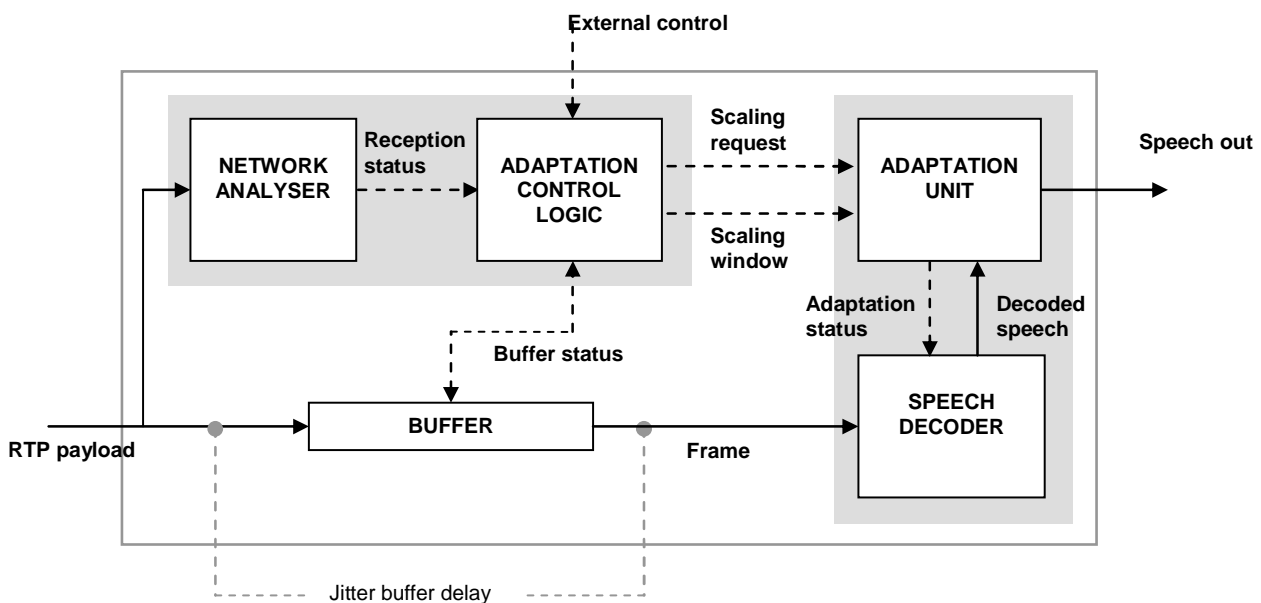 External control
NETWORK
ANALYSER
Reception
status
ADAPTATION
CONTROL
LOGIC
Scaling
request
Scaling
window
ADAPTATION
UNIT
Speech out
Adaptation
status
Decoded
speech
Buffer status
RTP payload
BUFFER
Frame
SPEECH
DECODER
Jitter buffer delay